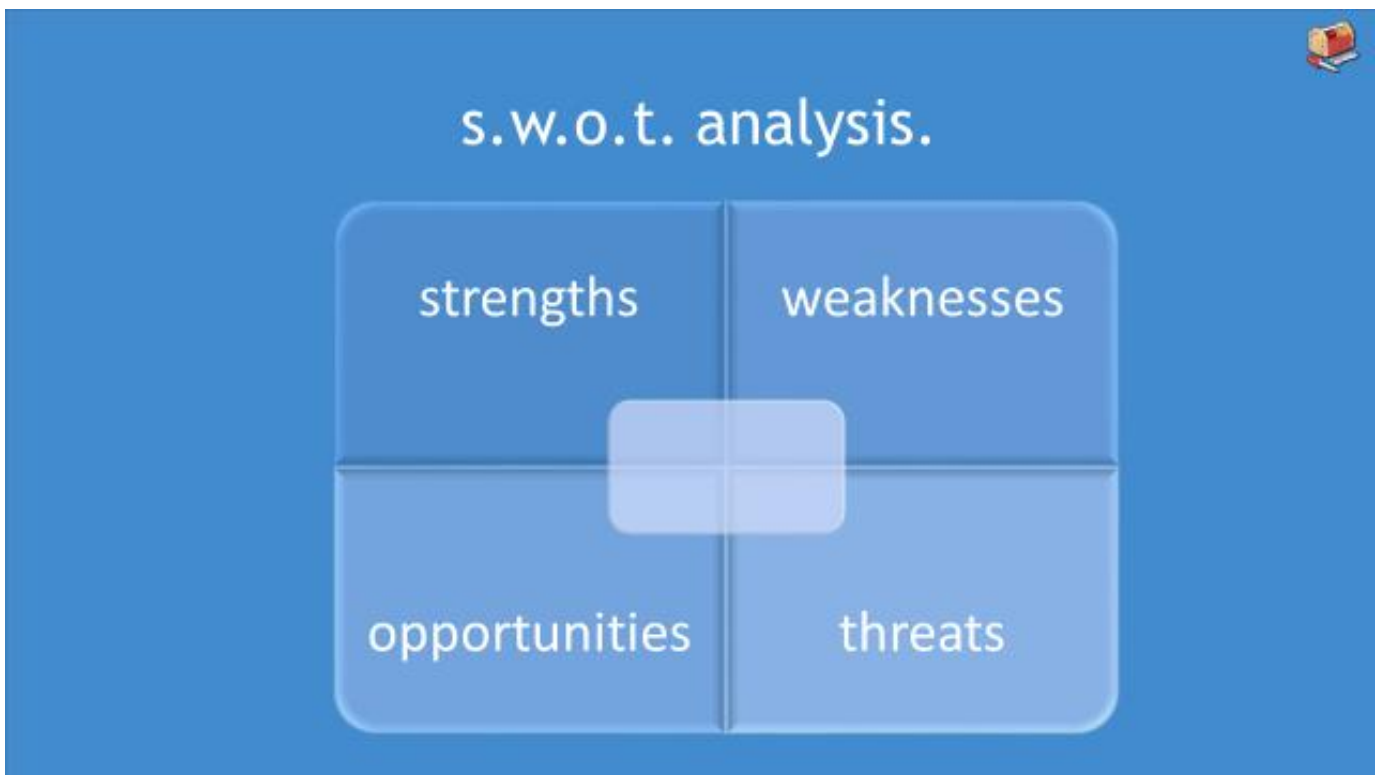 s.w.o.t. analysis.
strengths
weaknesses
opportunities
threats